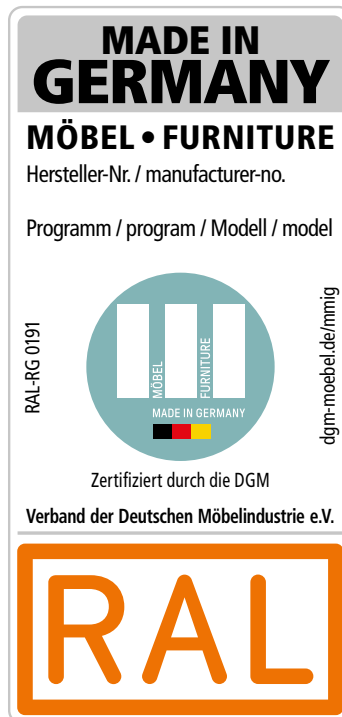 MADE IN
GERMANY
MÖBEL • FURNITURE
Hersteller-Nr. / manufacturer-no.
Programm / program / Modell / model
RAL-RG 0191
MÖBEL
FURNITURE
MADE IN GERMANY
dgm-moebel.de/mmig
Zertifiziert durch die DGM
Verband der Deutschen Möbelindustrie e.V.
RAL